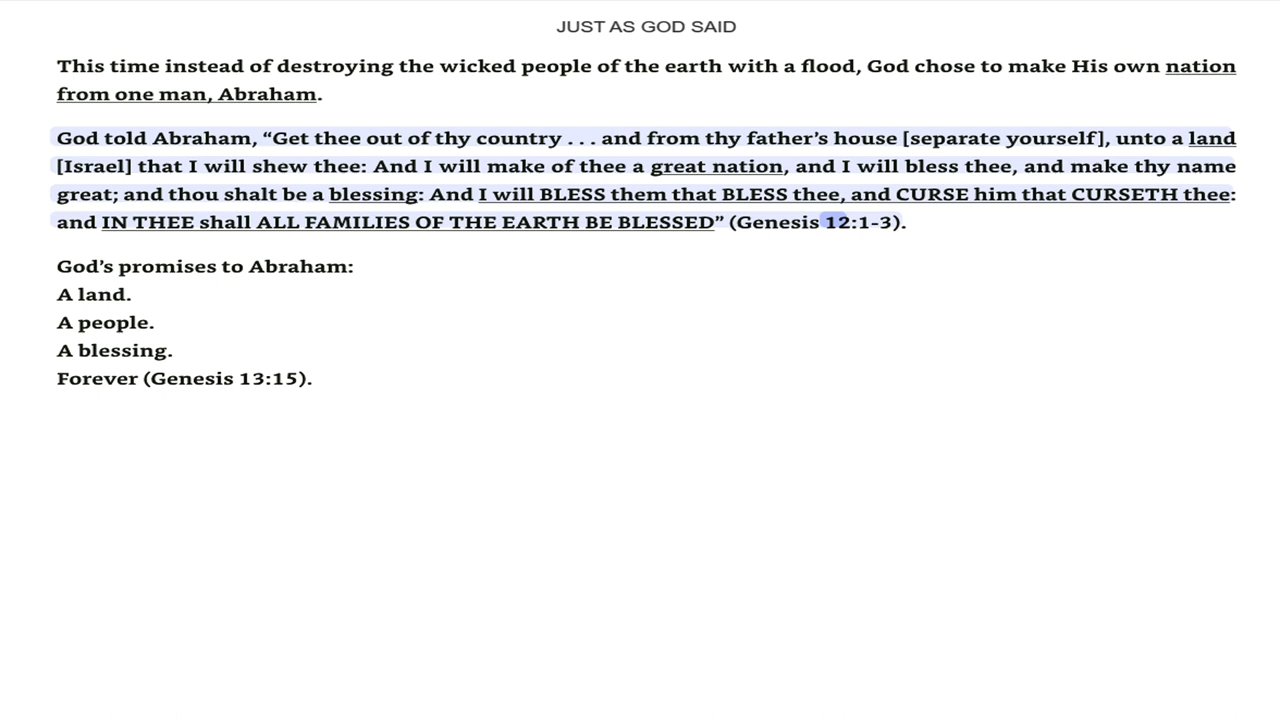 JUST AS GOD SAID
This time instead of destroying the wicked people of the earth with a flood, God chose to make His own nation
from one man, Abraham.
God told Abraham, “Get thee out of thy country . . . and from thy father’s house [separate yourself], unto a land
[Israel] that I will shew thee: And I will make of thee a great nation, and I will bless thee, and make thy name
great; and thou shalt be a blessing: And I will BLESS them that BLESS thee, and CURSE him that CURSETH thee:
and IN THEE shall ALL FAMILIES OF THE EARTH BE BLESSED” (Genesis 12:1-3).
God’s promises to Abraham:
A land.
A people.
A blessing.
Forever (Genesis 13:15).